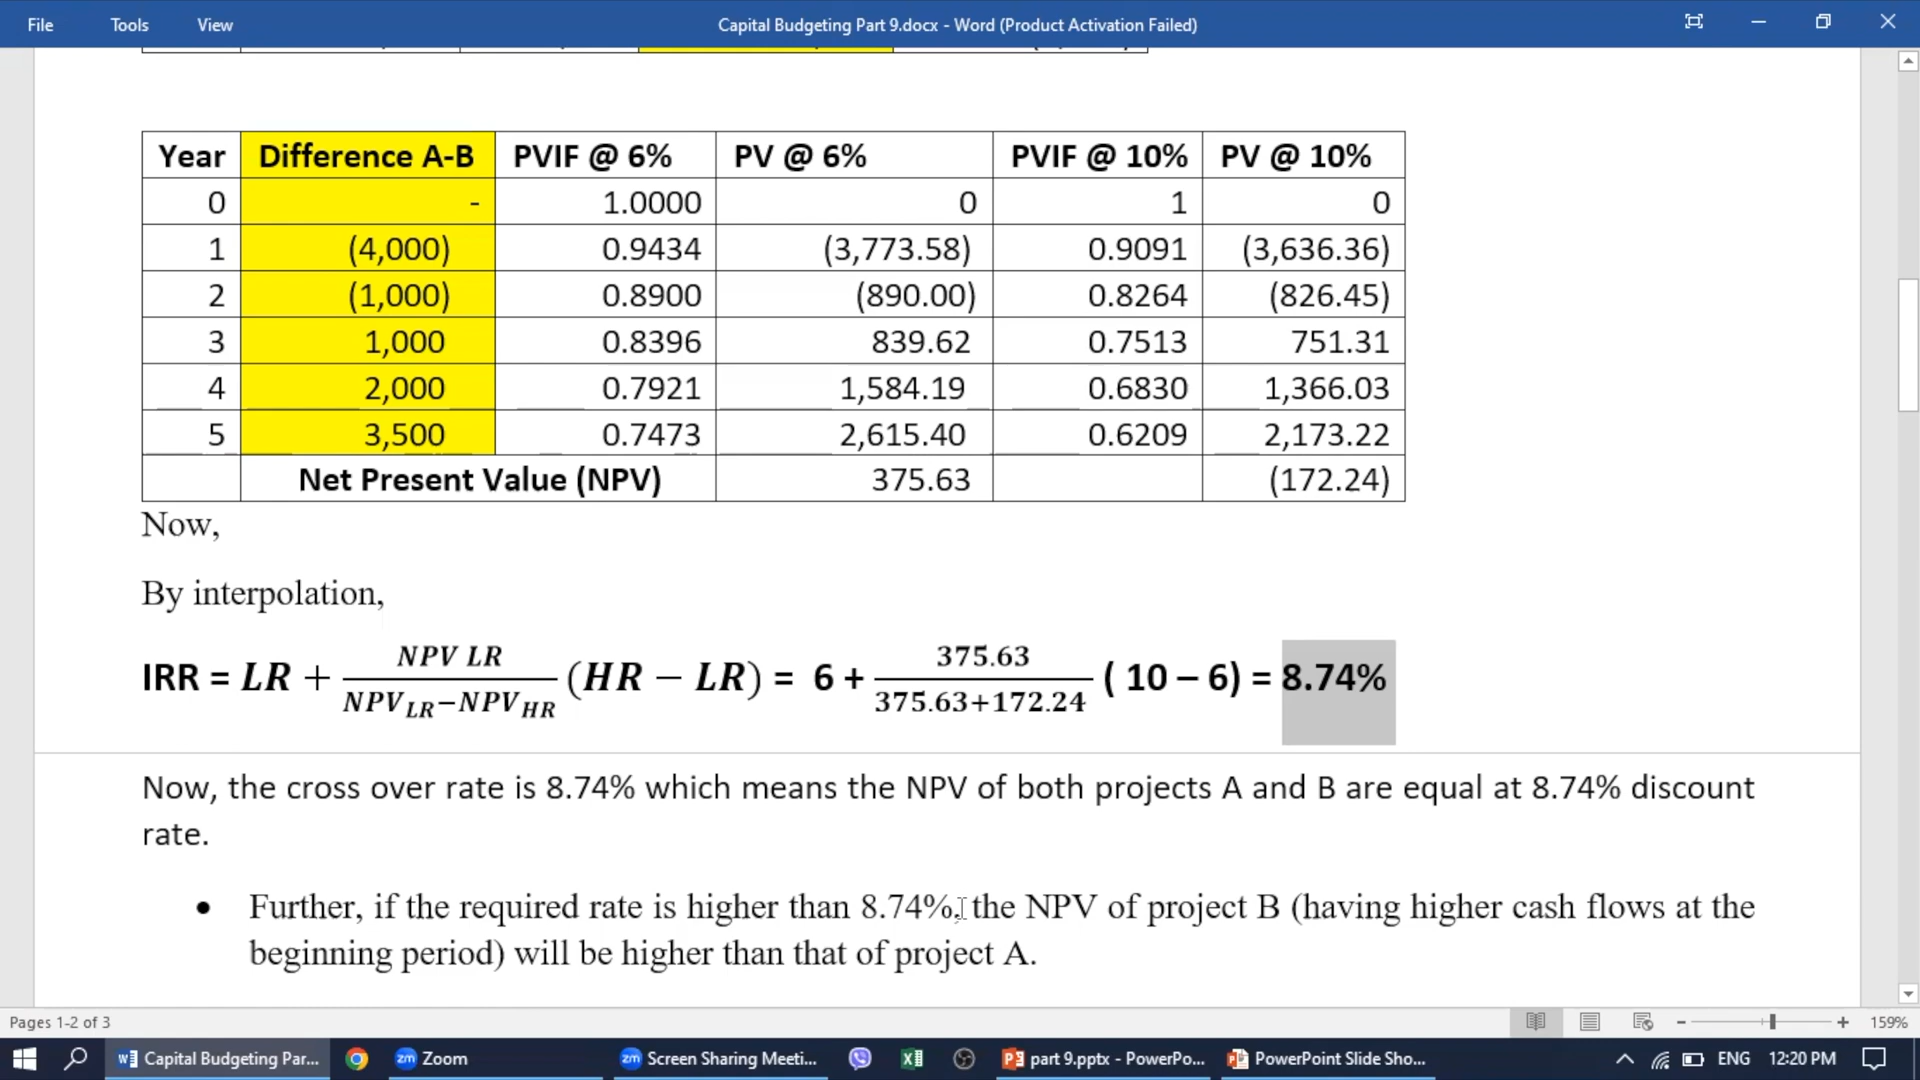 File Tools View Capital Budgeting Part 9.docx - Word (Product Activation Failed)
Year Difference A-B PVIF @ 6% PV @ 6% PVIF @ 10% PV @ 10%
0 - 1.0000 0 1 0
1 (4,000) 0.9434 (3,773.58) 0.9091 (3,636.36)
2 (1,000) 0.8900 (890.00) 0.8264 (826.45)
3 1,000 0.8396 839.62 0.7513 751.31
4 2,000 0.7921 1,584.19 0.6830 1,366.03
5 3,500 0.7473 2,615.40 0.6209 2,173.22
Net Present Value (NPV) 375.63 (172.24)
Now,
By interpolation,
IRR = LR + NPV LR / NPV LR − NPV HR (HR − LR) = 6 + 375.63 / 375.63+172.24 ( 10 – 6) = 8.74%
Now, the cross over rate is 8.74% which means the NPV of both projects A and B are equal at 8.74% discount
rate.
• Further, if the required rate is higher than 8.74%, the NPV of project B (having higher cash flows at the
beginning period) will be higher than that of project A.
Pages 1-2 of 3 159%
Capital Budgeting Par... Zoom Screen Sharing Meeti... part 9.pptx - PowerPo... PowerPoint Slide Sho... ENG 12:20 PM